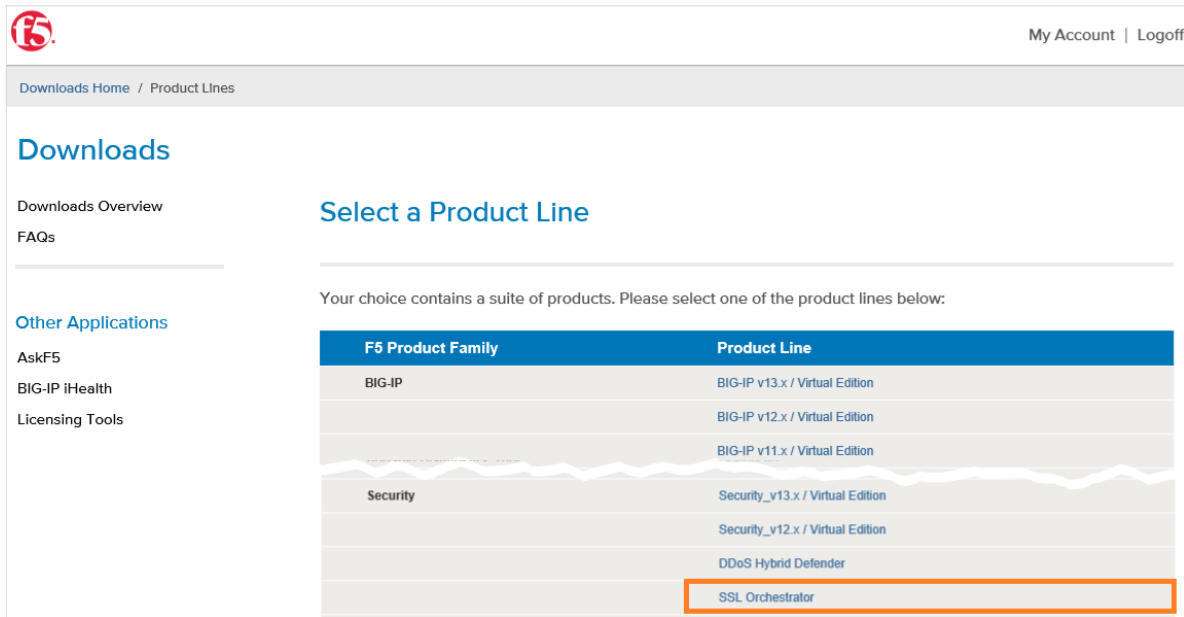 f5
My Account | Logoff
Downloads Home / Product Lines
Downloads
Downloads Overview
FAQs
Other Applications
AskF5
BIG-IP iHealth
Licensing Tools
Select a Product Line
Your choice contains a suite of products. Please select one of the product lines below:
F5 Product Family Product Line
BIG-IP BIG-IP v13.x / Virtual Edition
BIG-IP v12.x / Virtual Edition
BIG-IP v11.x / Virtual Edition
Security Security_v13.x / Virtual Edition
Security_v12.x / Virtual Edition
DDoS Hybrid Defender
SSL Orchestrator